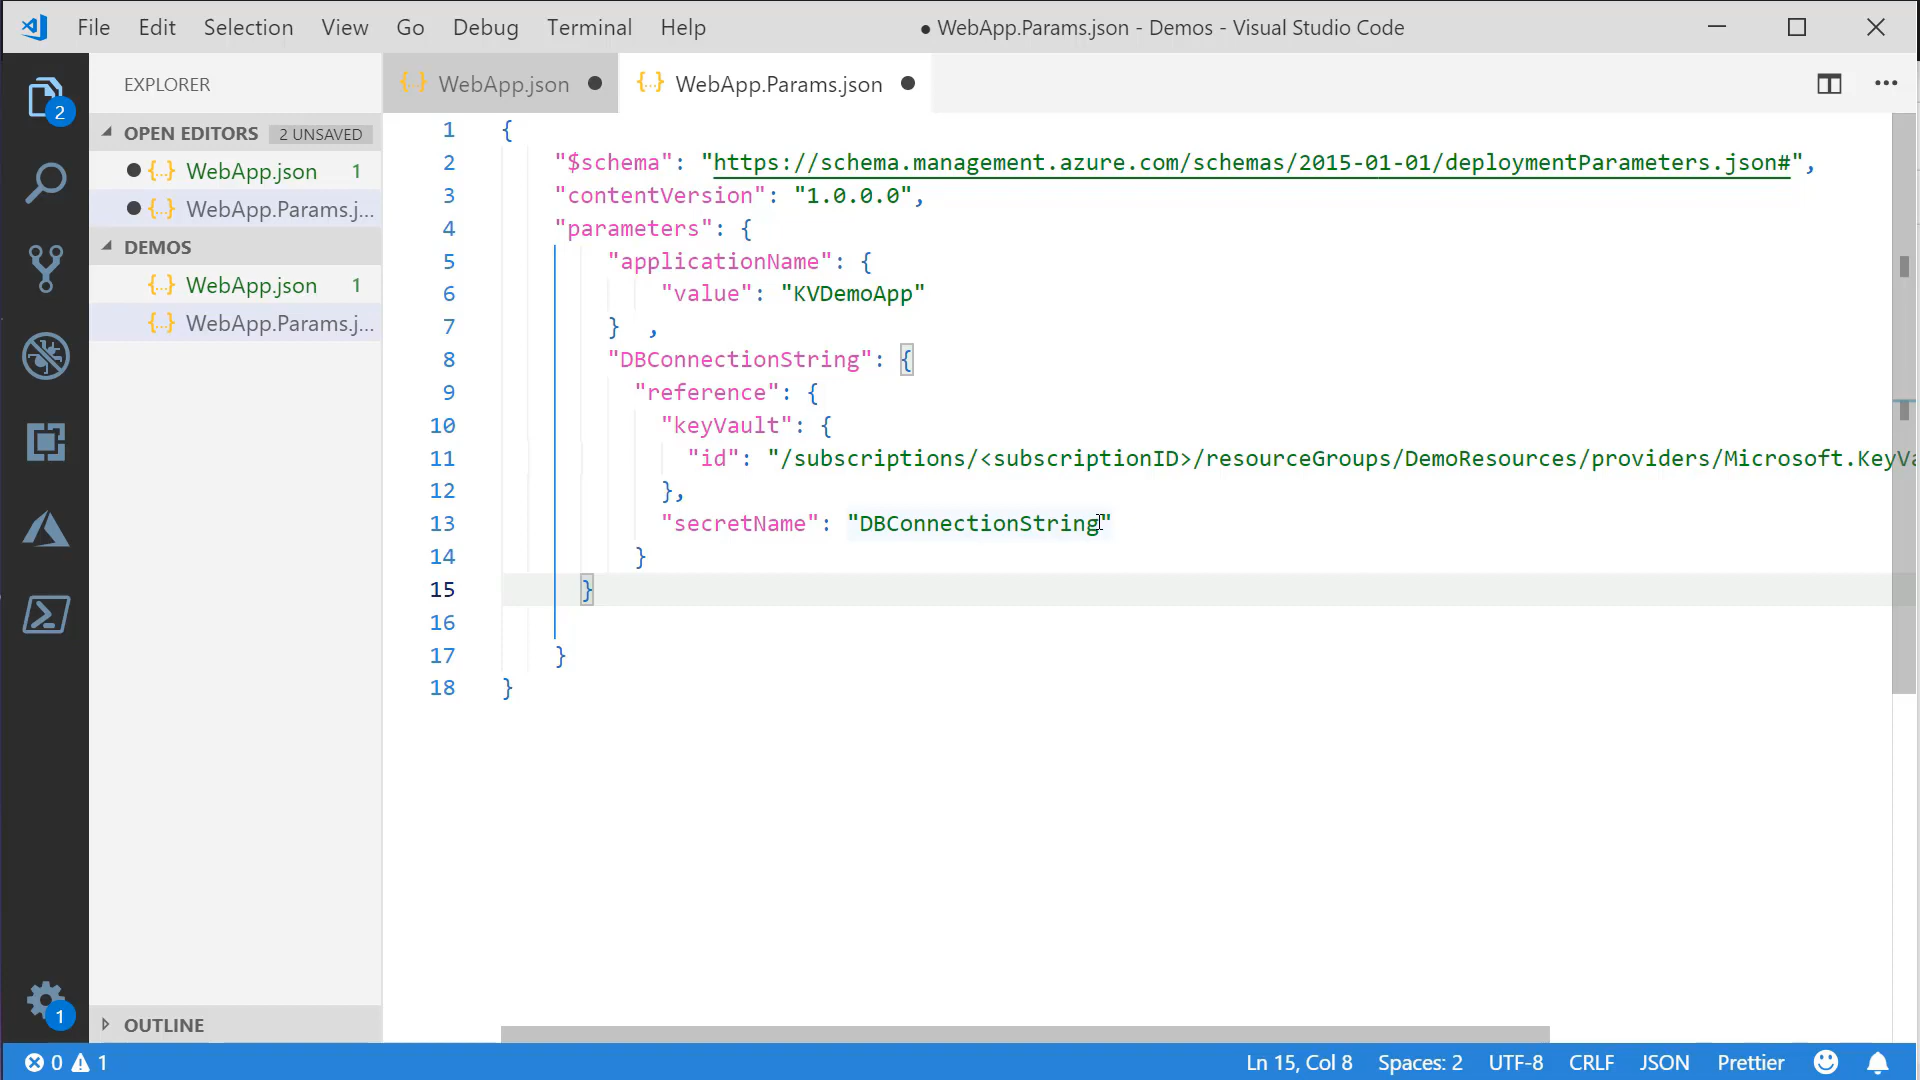 File Edit Selection View Go Debug Terminal Help
● WebApp.Params.json - Demos - Visual Studio Code
EXPLORER
{..} WebApp.json ●
{..} WebApp.Params.json ●
OPEN EDITORS 2 UNSAVED
{..} WebApp.json 1
{..} WebApp.Params.j...
DEMOS
{..} WebApp.json 1
{..} WebApp.Params.j...
OUTLINE
2
1
1 {
2 "$schema": "https://schema.management.azure.com/schemas/2015-01-01/deploymentParameters.json#",
3 "contentVersion": "1.0.0.0",
4 "parameters": {
5 "applicationName": {
6 "value": "KVDemoApp"
7 } ,
8 "DBConnectionString": {
9 "reference": {
10 "keyVault": {
11 "id": "/subscriptions/<subscriptionID>/resourceGroups/DemoResources/providers/Microsoft.KeyVa
12 },
13 "secretName": "DBConnectionString"
14 }
15 }
16
17 }
18 }
0 1
Ln 15, Col 8 Spaces: 2 UTF-8 CRLF JSON Prettier